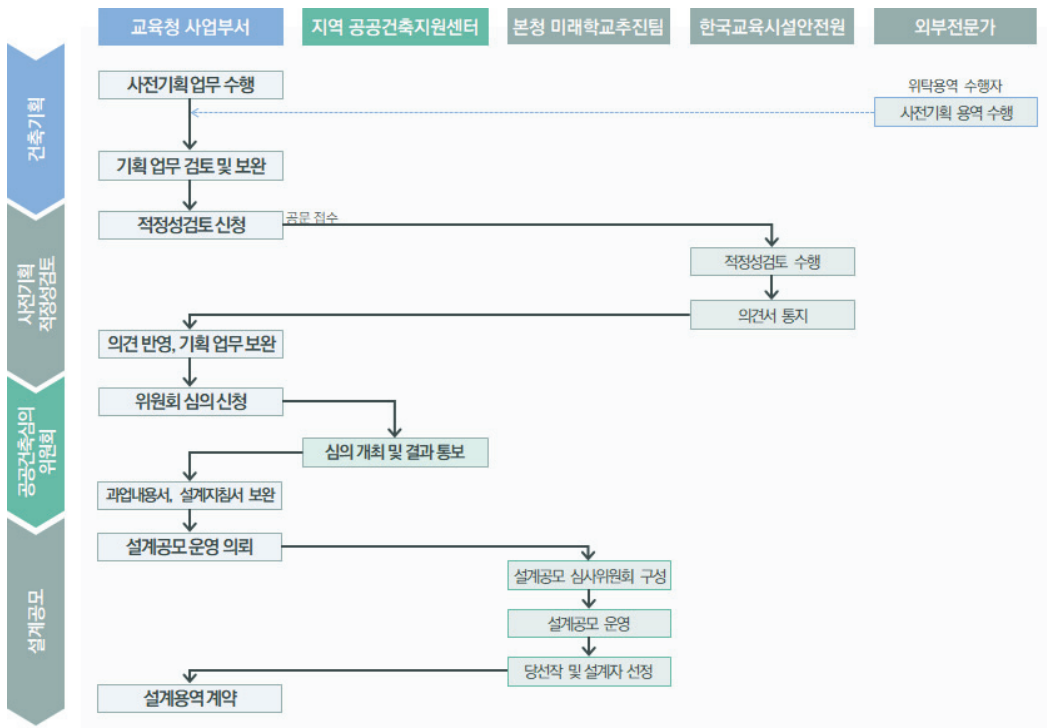 교육청 사업부서
지역 공공건축지원센터
본청 미래학교추진팀
한국교육시설안전원
외부전문가
건축기획
사전기획 업무 수행
위탁용역 수행자
사전기획 용역 수행
기획 업무 검토 및 보완
사전기획
적정성검토
적정성검토 신청
공문 접수
적정성검토 수행
의견서 통지
의견 반영, 기획 업무 보완
위원회 심의 신청
공공건축심의
위원회
심의 개최 및 결과 통보
과업내용서, 설계지침서 보완
설계공모
설계공모 운영 의뢰
설계공모 심사위원회 구성
설계공모 운영
당선작 및 설계자 선정
설계용역 계약